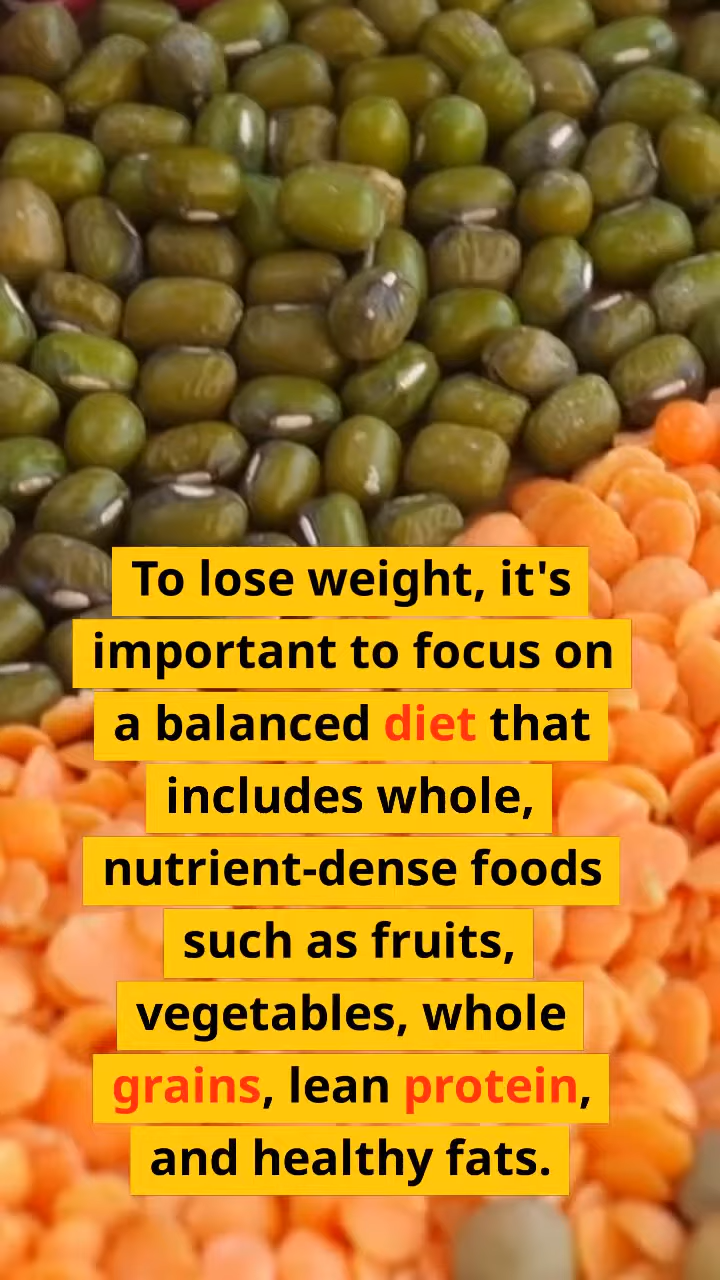 To lose weight, it's
important to focus on
a balanced diet that
includes whole,
nutrient-dense foods
such as fruits,
vegetables, whole
grains, lean protein,
and healthy fats.